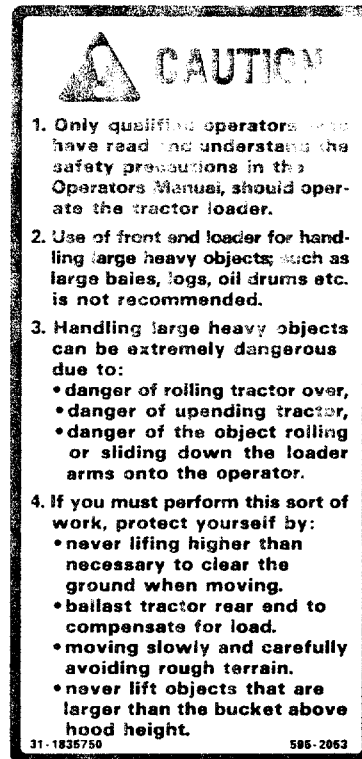 CAUTION
1. Only qualified operators who
have read and understand the
safety precautions in the
Operators Manual, should oper-
ate the tractor loader.
2. Use of front end loader for hand-
ling large heavy objects; such as
large bales, logs, oil drums etc.
is not recommended.
3. Handling large heavy objects
can be extremely dangerous
due to:
• danger of rolling tractor over,
• danger of upending tractor,
• danger of the object rolling
or sliding down the loader
arms onto the operator.
4. If you must perform this sort of
work, protect yourself by:
• never lifing higher than
necessary to clear the
ground when moving.
• ballast tractor rear end to
compensate for load.
• moving slowly and carefully
avoiding rough terrain.
• never lift objects that are
larger than the bucket above
hood height.
31-1835750 595-2053